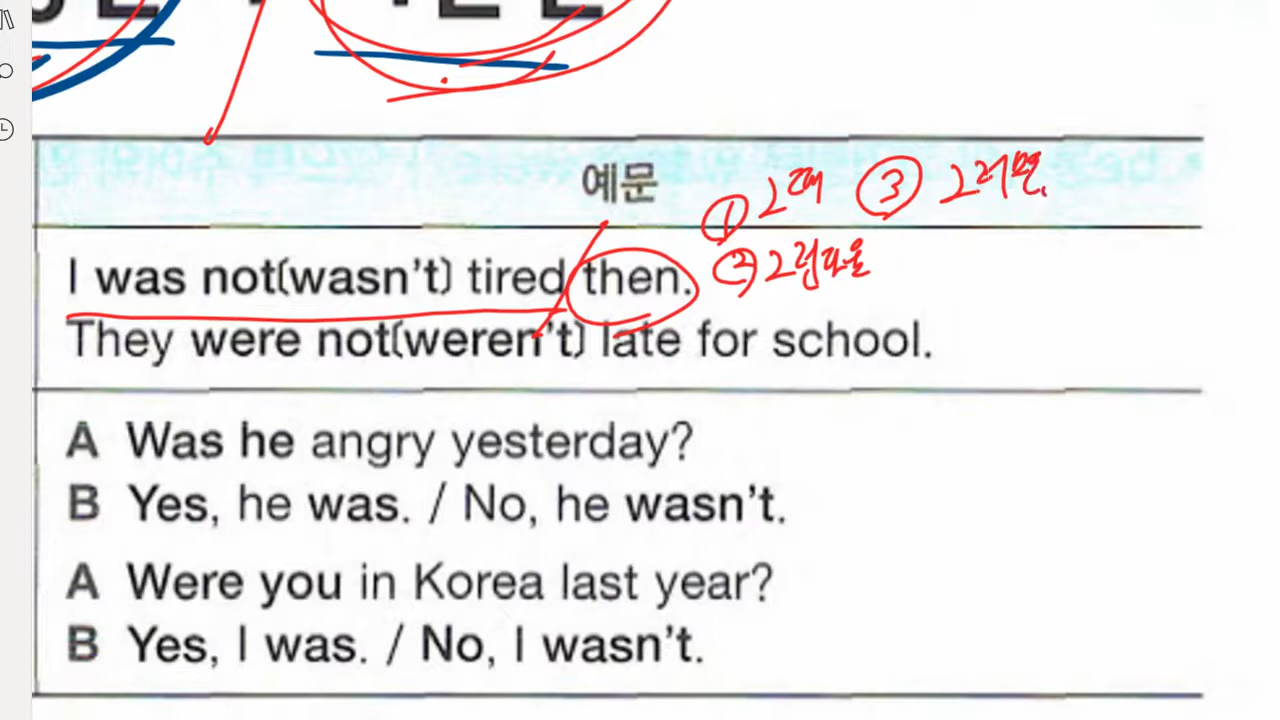 예문
① 그때 ③ 그러면
I was not(wasn't) tired then. ② 그런다음
They were not(weren't) late for school.
A Was he angry yesterday?
B Yes, he was. / No, he wasn't.
A Were you in Korea last year?
B Yes, I was. / No, I wasn't.